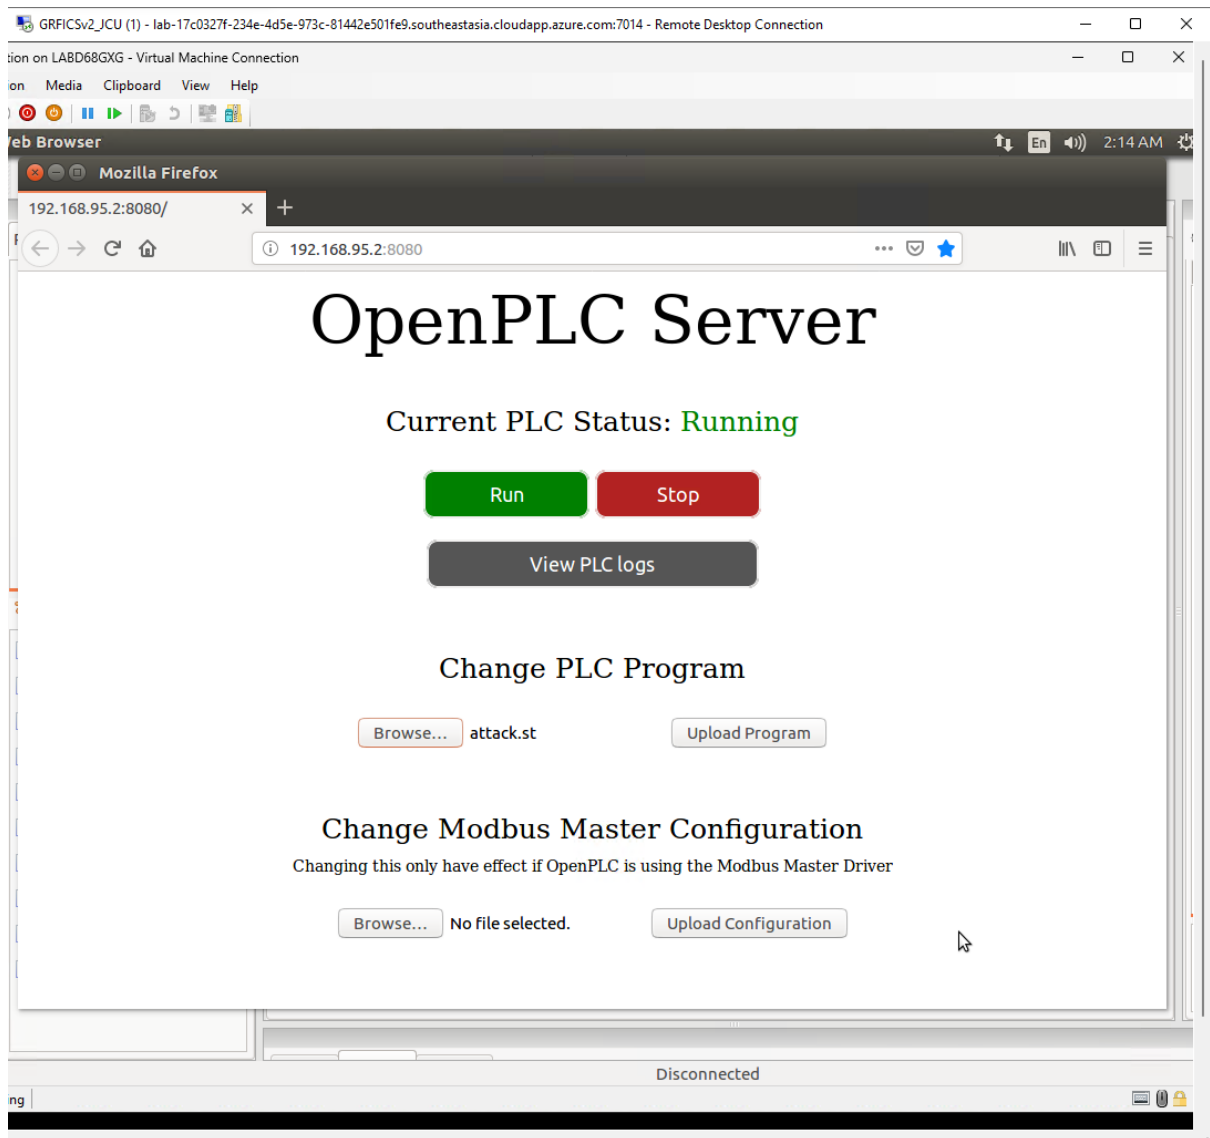 GRFICSv2_JCU (1) - lab-17c0327f-234e-4d5e-973c-81442e501fe9.southeastasia.cloudapp.azure.com:7014 - Remote Desktop Connection
tion on LABD68GXG - Virtual Machine Connection
on Media Clipboard View Help
Web Browser En 2:14 AM
Mozilla Firefox
192.168.95.2:8080/
192.168.95.2:8080
OpenPLC Server
Current PLC Status: Running
Run Stop
View PLC logs
Change PLC Program
Browse... attack.st Upload Program
Change Modbus Master Configuration
Changing this only have effect if OpenPLC is using the Modbus Master Driver
Browse... No file selected. Upload Configuration
Disconnected
ng